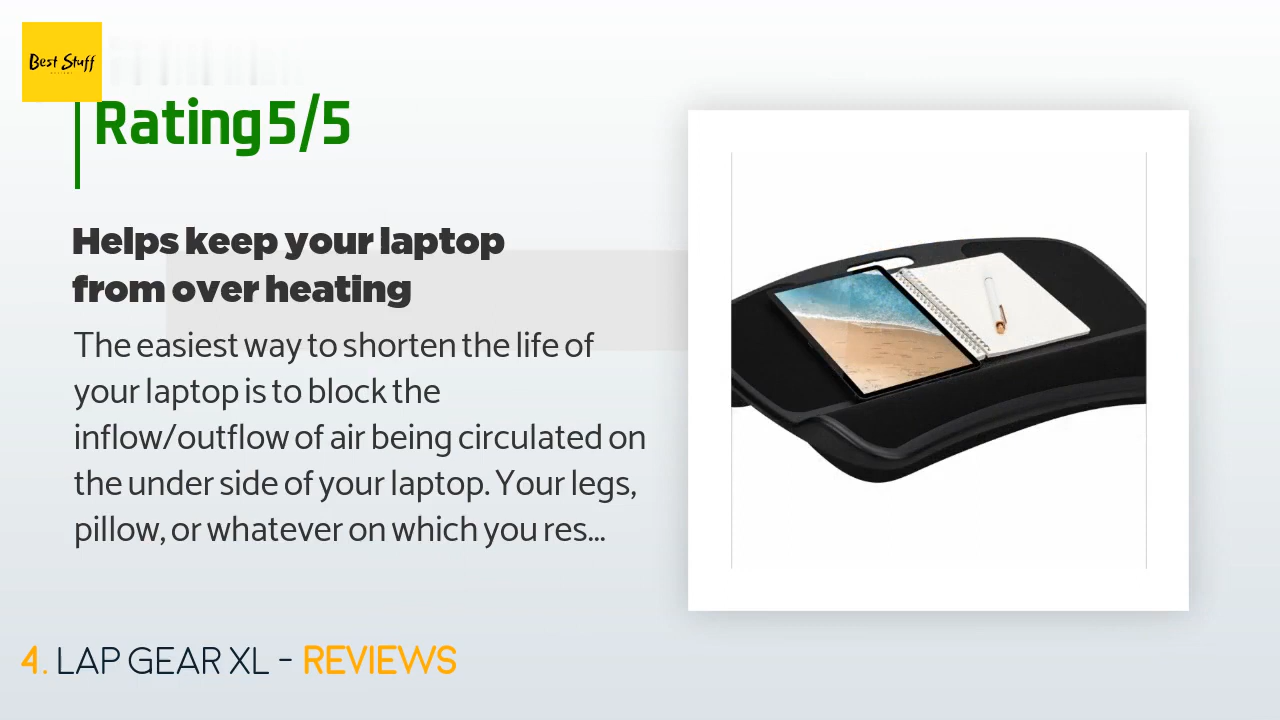 Best Stuff
Rating 5/5
Helps keep your laptop
from over heating
The easiest way to shorten the life of
your laptop is to block the
inflow/outflow of air being circulated on
the under side of your laptop. Your legs,
pillow, or whatever on which you res...
4. LAP GEAR XL - REVIEWS